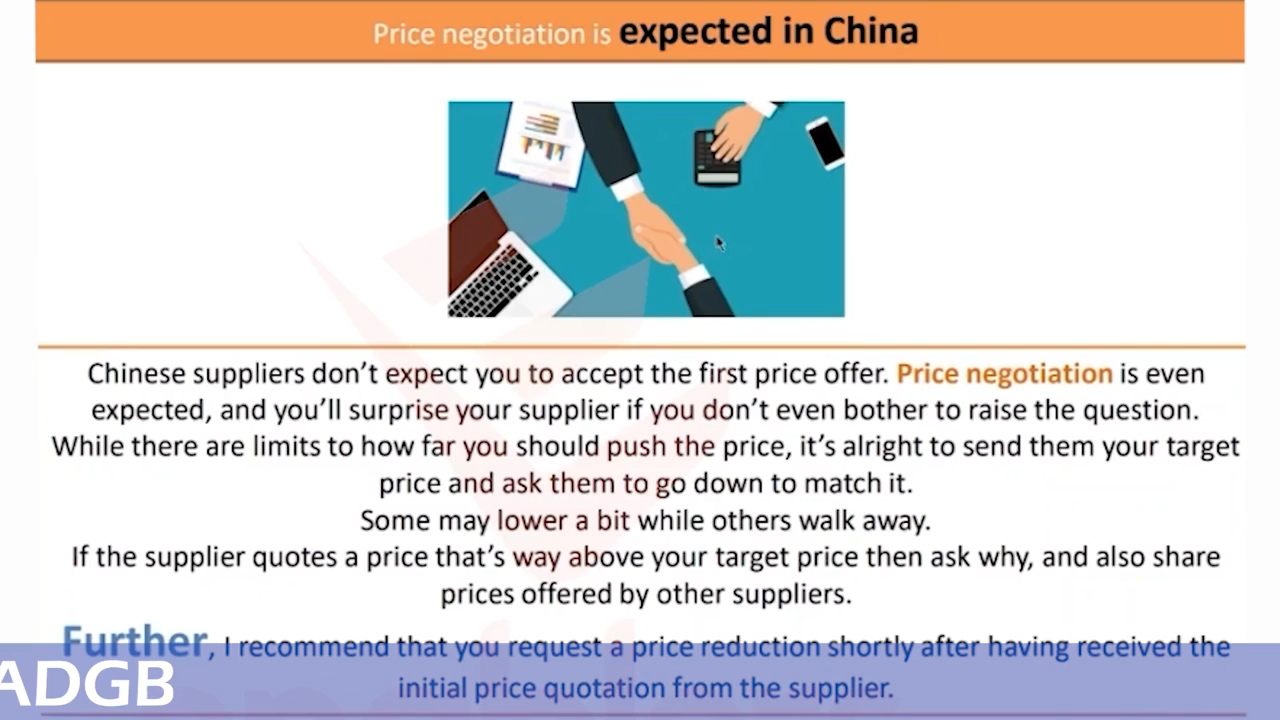 Price negotiation is expected in China
Chinese suppliers don't expect you to accept the first price offer. Price negotiation is even
expected, and you'll surprise your supplier if you don't even bother to raise the question.
While there are limits to how far you should push the price, it's alright to send them your target
price and ask them to go down to match it.
Some may lower a bit while others walk away.
If the supplier quotes a price that's way above your target price then ask why, and also share
prices offered by other suppliers.
Further, I recommend that you request a price reduction shortly after having received the
initial price quotation from the supplier.
ADGB